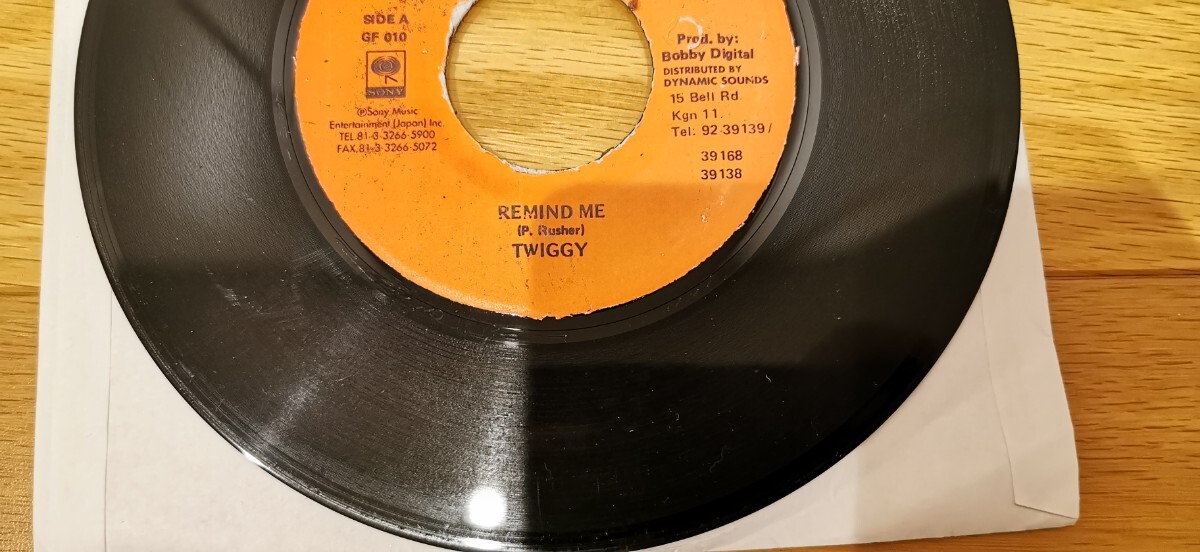 SIDE A
GF 010
SONY
℗Sony Music
Entertainment (Japan) Inc.
TEL.81-3-3266-5900
FAX.81-3-3266-5072
Prod. by:
Bobby Digital
DISTRIBUTED BY
DYNAMIC SOUNDS
15 Bell Rd
Kgn 11.
Tel: 92-39139/
39168
39138
REMIND ME
(P. Rusher)
TWIGGY